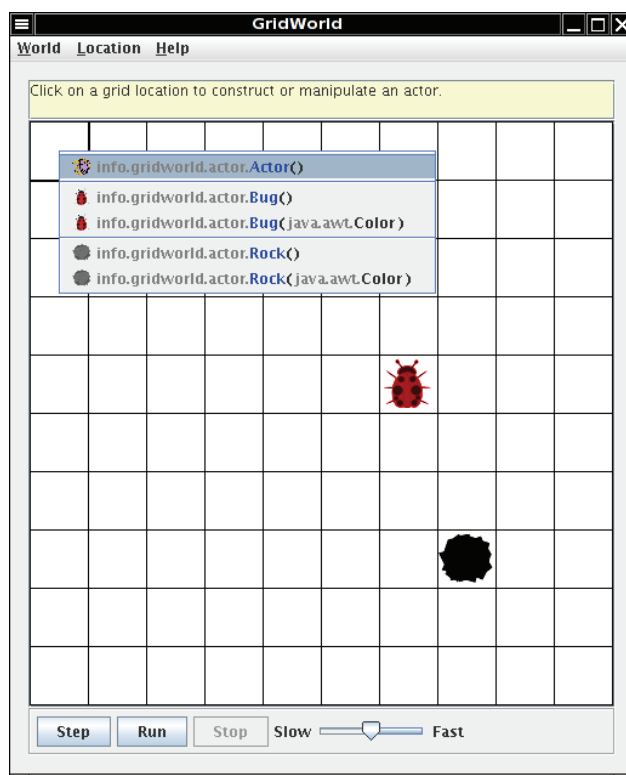 GridWorld
World Location Help
Click on a grid location to construct or manipulate an actor.
info.gridworld.actor.Actor()
info.gridworld.actor.Bug()
info.gridworld.actor.Bug(java.awt.Color)
info.gridworld.actor.Rock()
info.gridworld.actor.Rock(java.awt.Color)
Step Run Stop Slow Fast